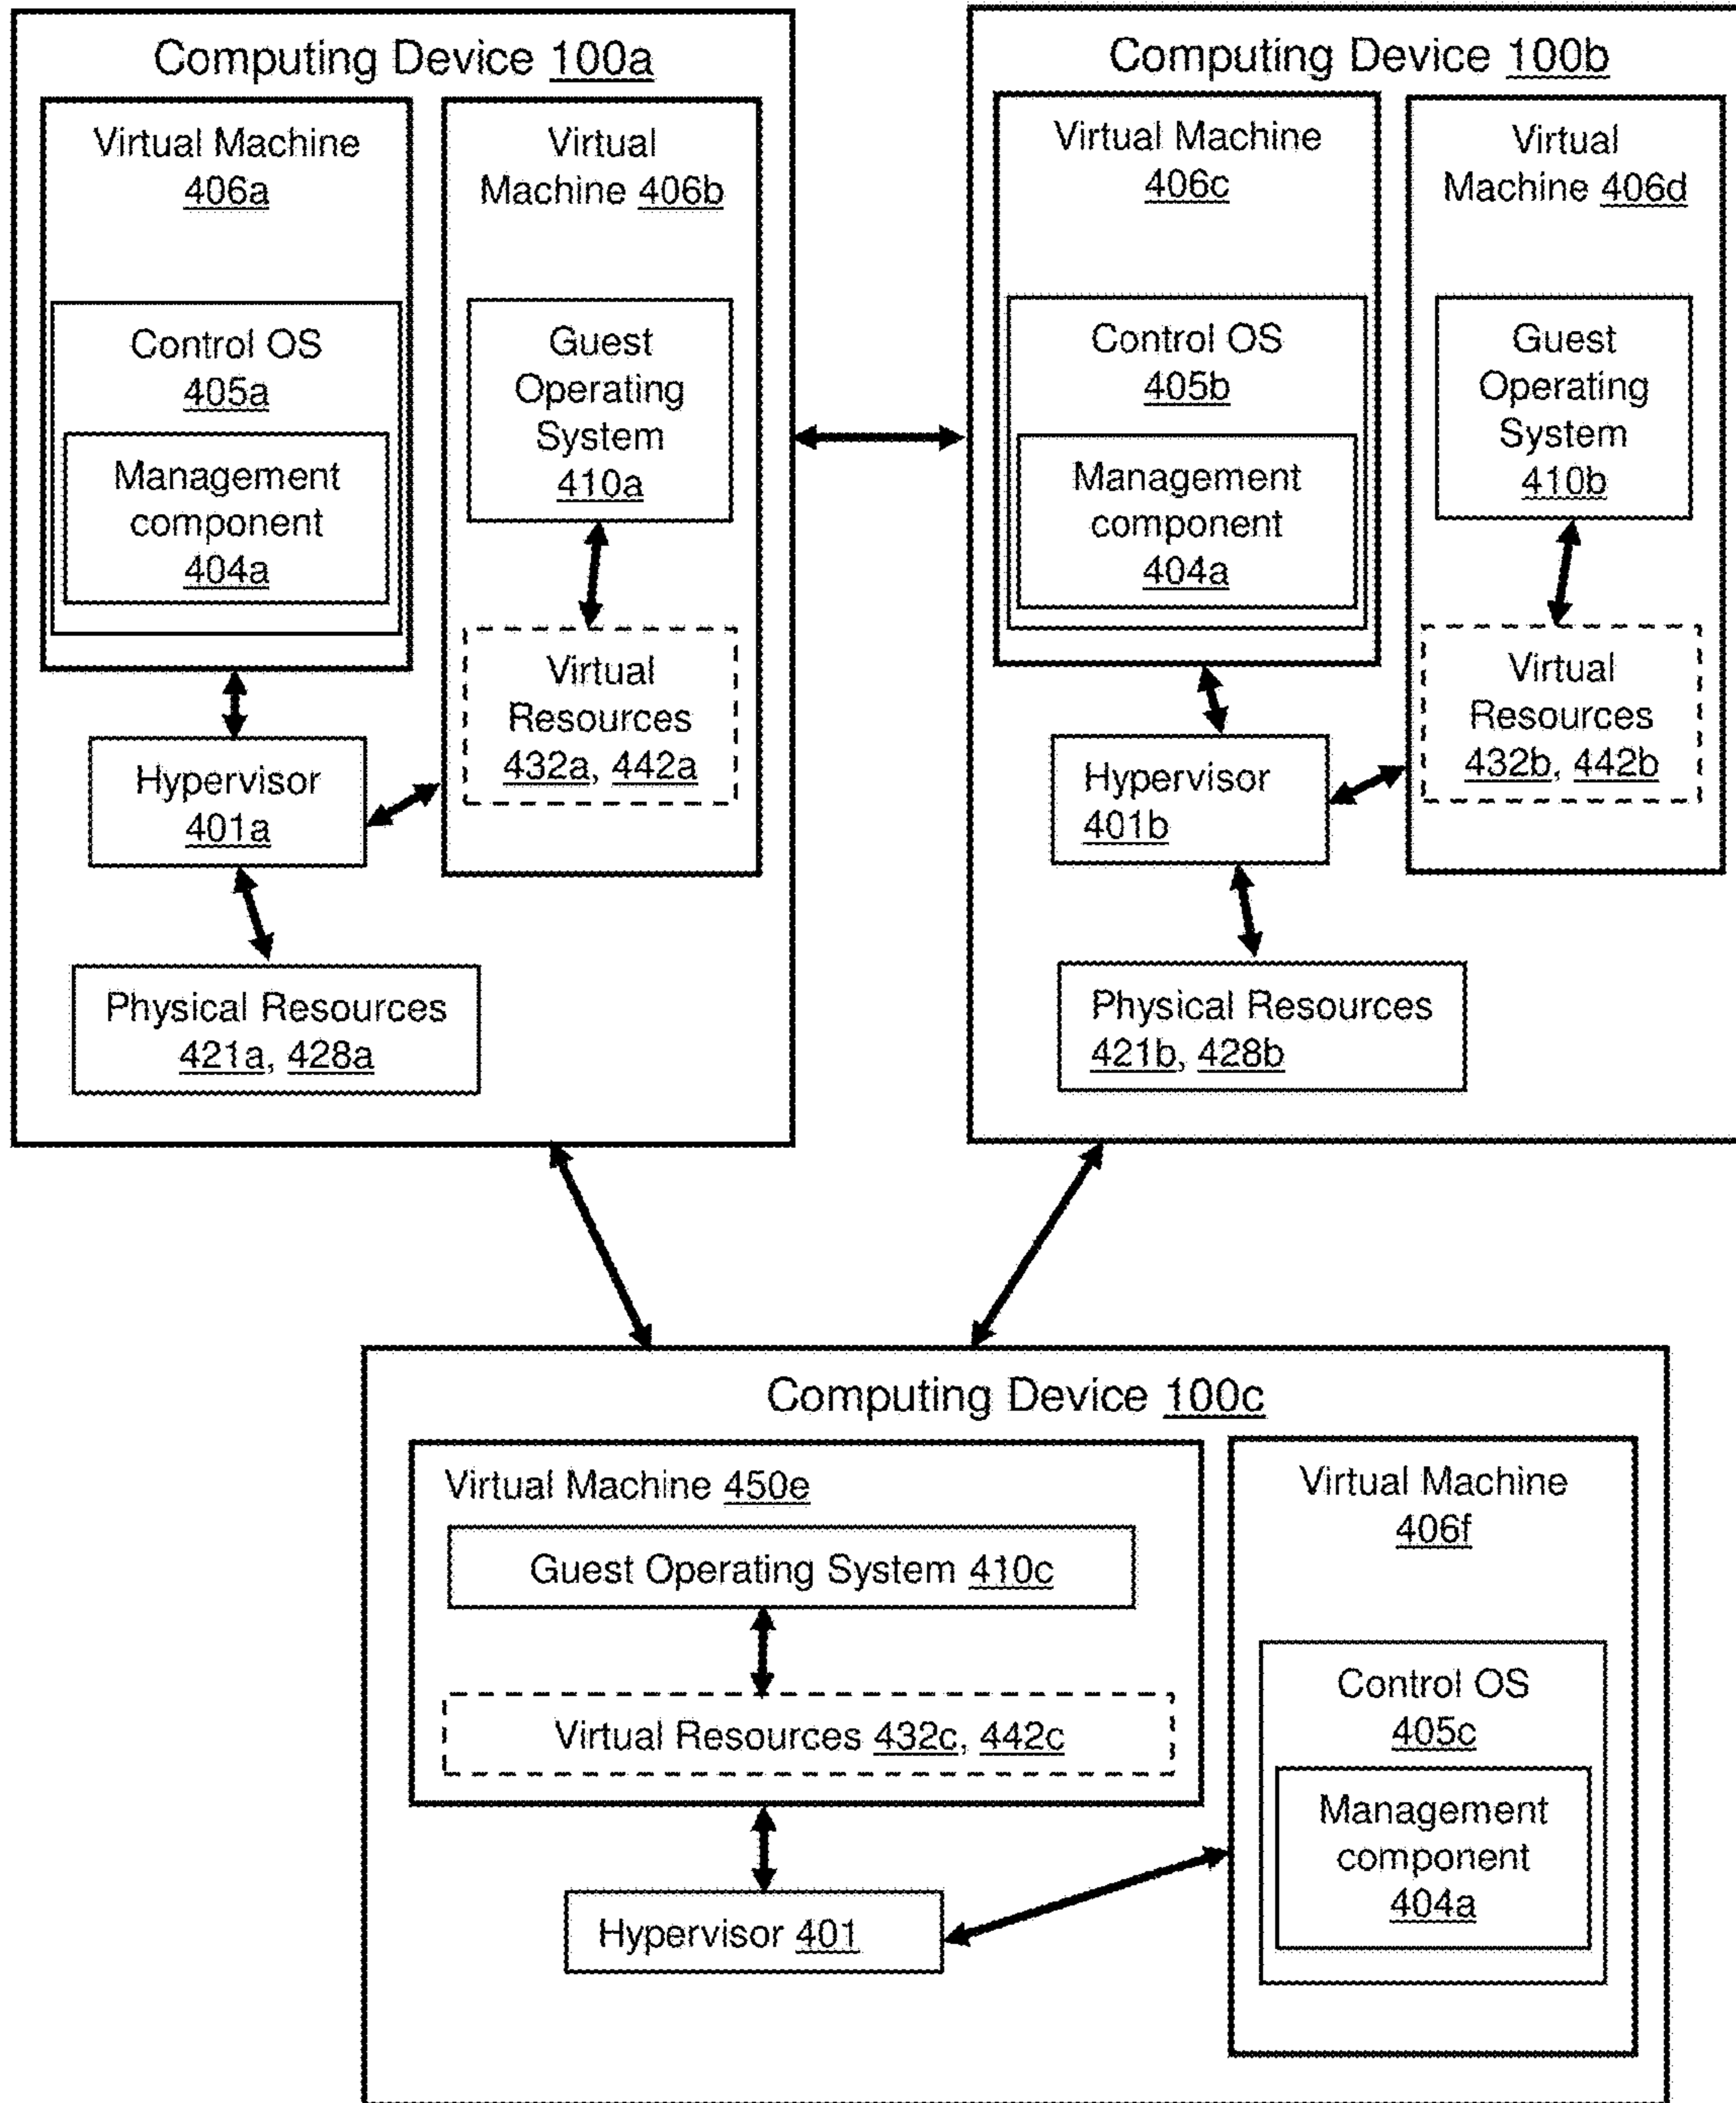 Computing Device 100a
Virtual Machine
406a
Control OS
405a
Management
component
404a
Virtual
Machine 406b
Guest
Operating
System
410a
Virtual
Resources
432a, 442a
Hypervisor
401a
Physical Resources
421a, 428a
Computing Device 100b
Virtual Machine
406c
Control OS
405b
Management
component
404a
Virtual
Machine 406d
Guest
Operating
System
410b
Virtual
Resources
432b, 442b
Hypervisor
401b
Physical Resources
421b, 428b
Computing Device 100c
Virtual Machine 450e
Guest Operating System 410c
Virtual Resources 432c, 442c
Hypervisor 401
Virtual Machine
406f
Control OS
405c
Management
component
404a